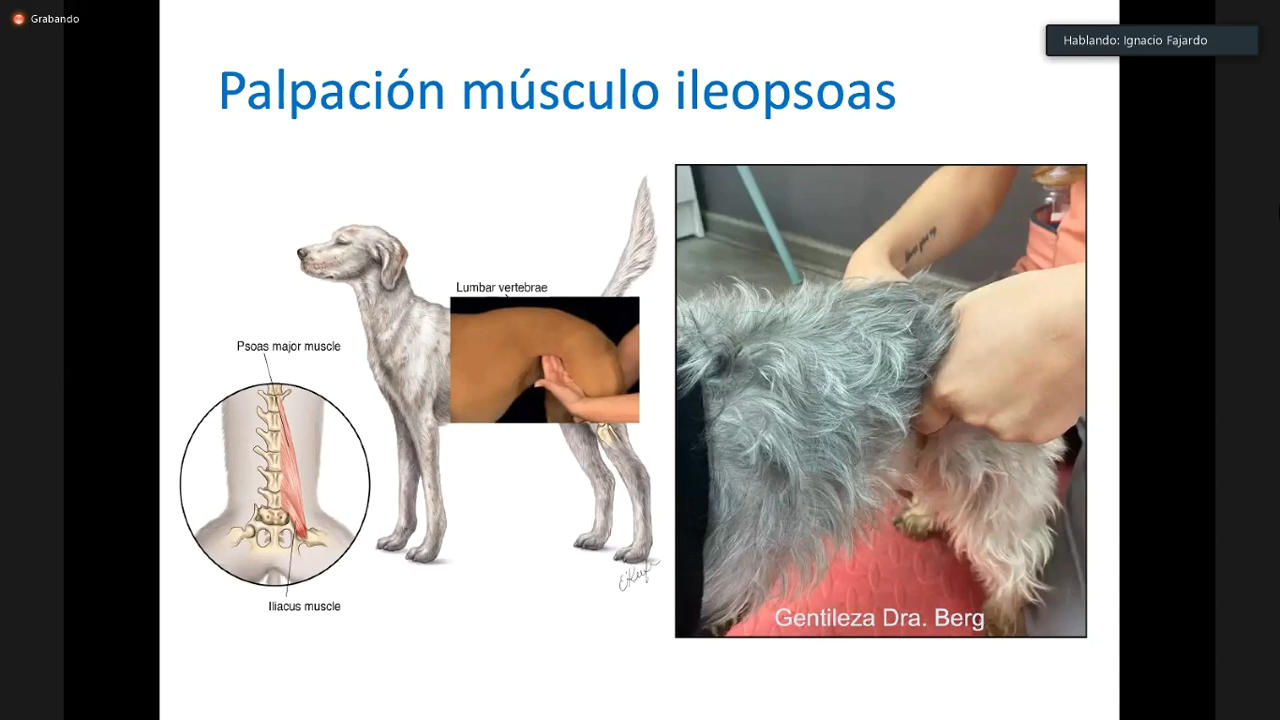 Grabando
Hablando: Ignacio Fajardo
Palpación músculo ileopsoas
Lumbar vertebrae
Psoas major muscle
Iliacus muscle
Gentileza Dra. Berg